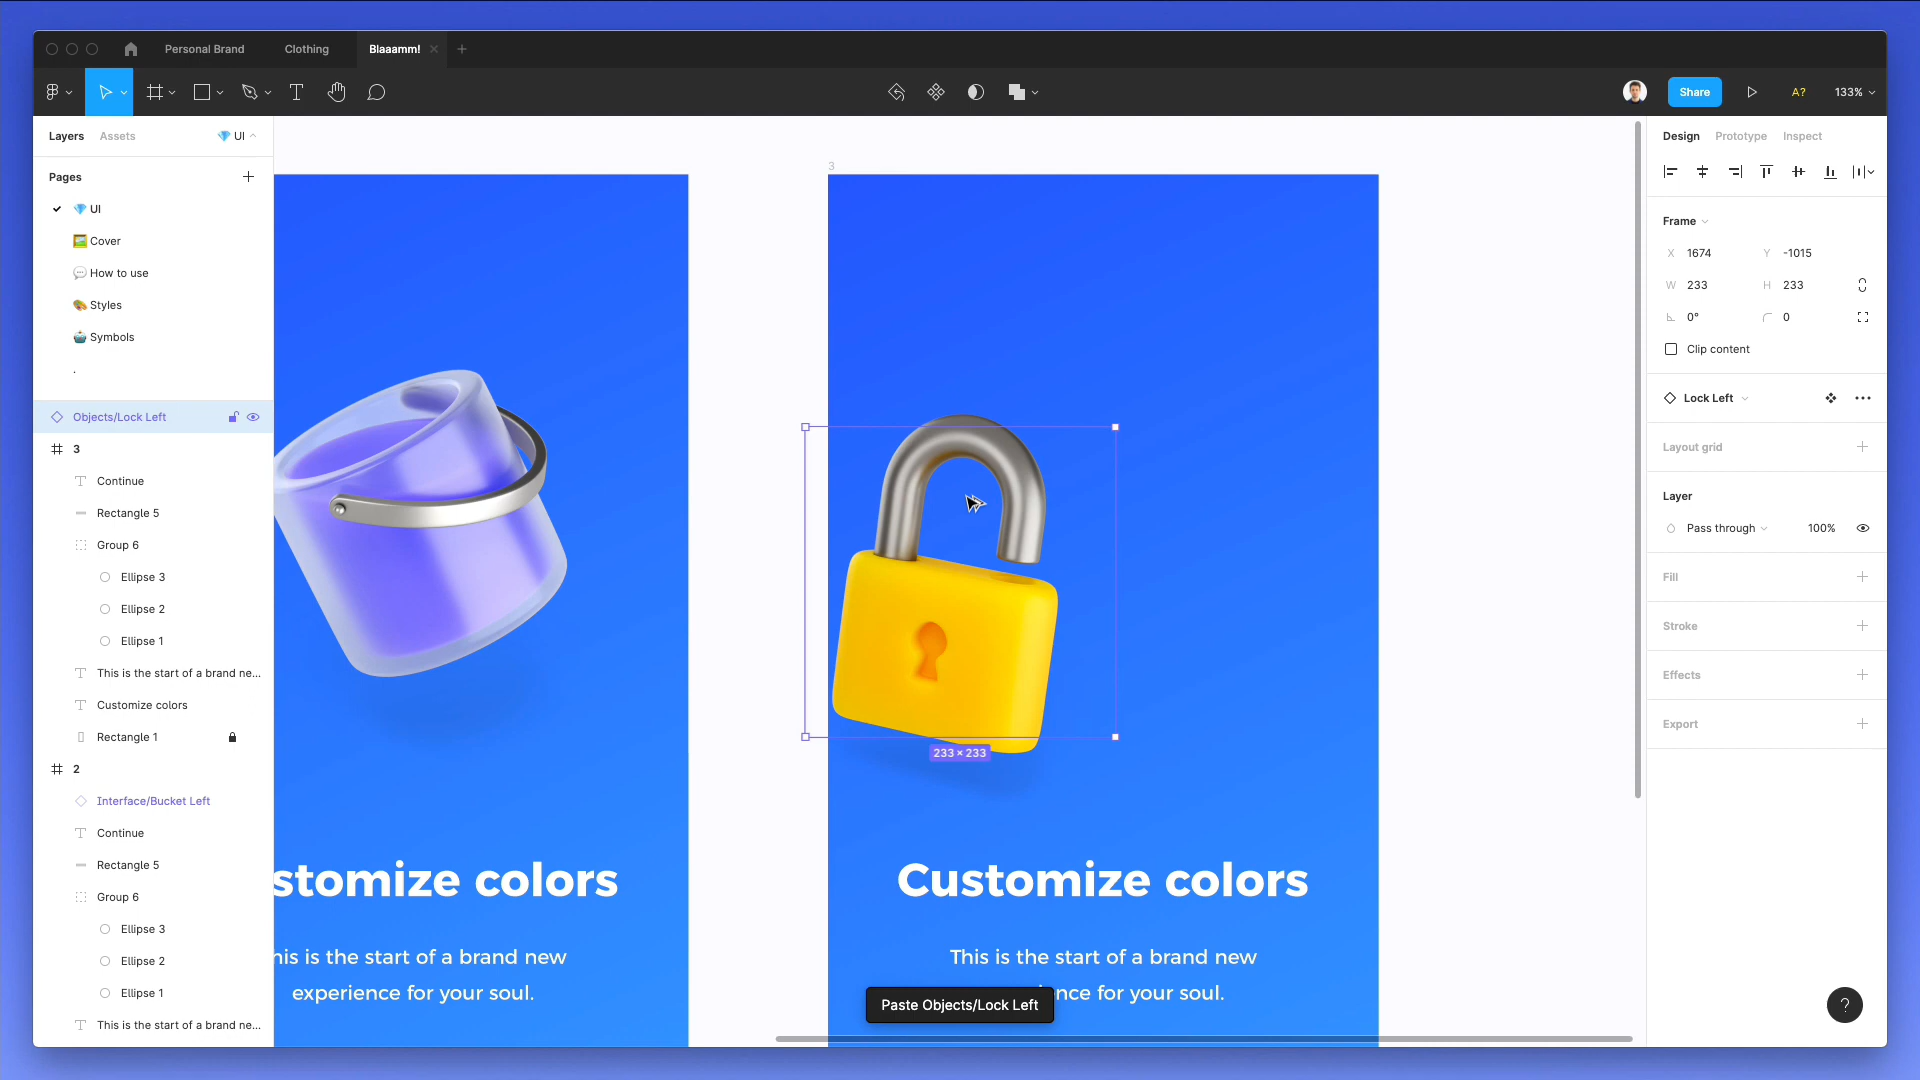 Personal Brand
Clothing
Blaaamm!
Share
A?
133%
Layers
Assets
UI
Pages
UI
Cover
How to use
Styles
Symbols
.
Objects/Lock Left
3
Continue
Rectangle 5
Group 6
Ellipse 3
Ellipse 2
Ellipse 1
This is the start of a brand ne...
Customize colors
Rectangle 1
2
Interface/Bucket Left
Continue
Rectangle 5
Group 6
Ellipse 3
Ellipse 2
Ellipse 1
This is the start of a brand ne...
stomize colors
his is the start of a brand new
experience for your soul.
3
233 × 233
Customize colors
This is the start of a brand new
nce for your soul.
Paste Objects/Lock Left
Design
Prototype
Inspect
Frame
X 1674
Y -1015
W 233
H 233
0°
0
Clip content
Lock Left
Layout grid
Layer
Pass through
100%
Fill
Stroke
Effects
Export
?